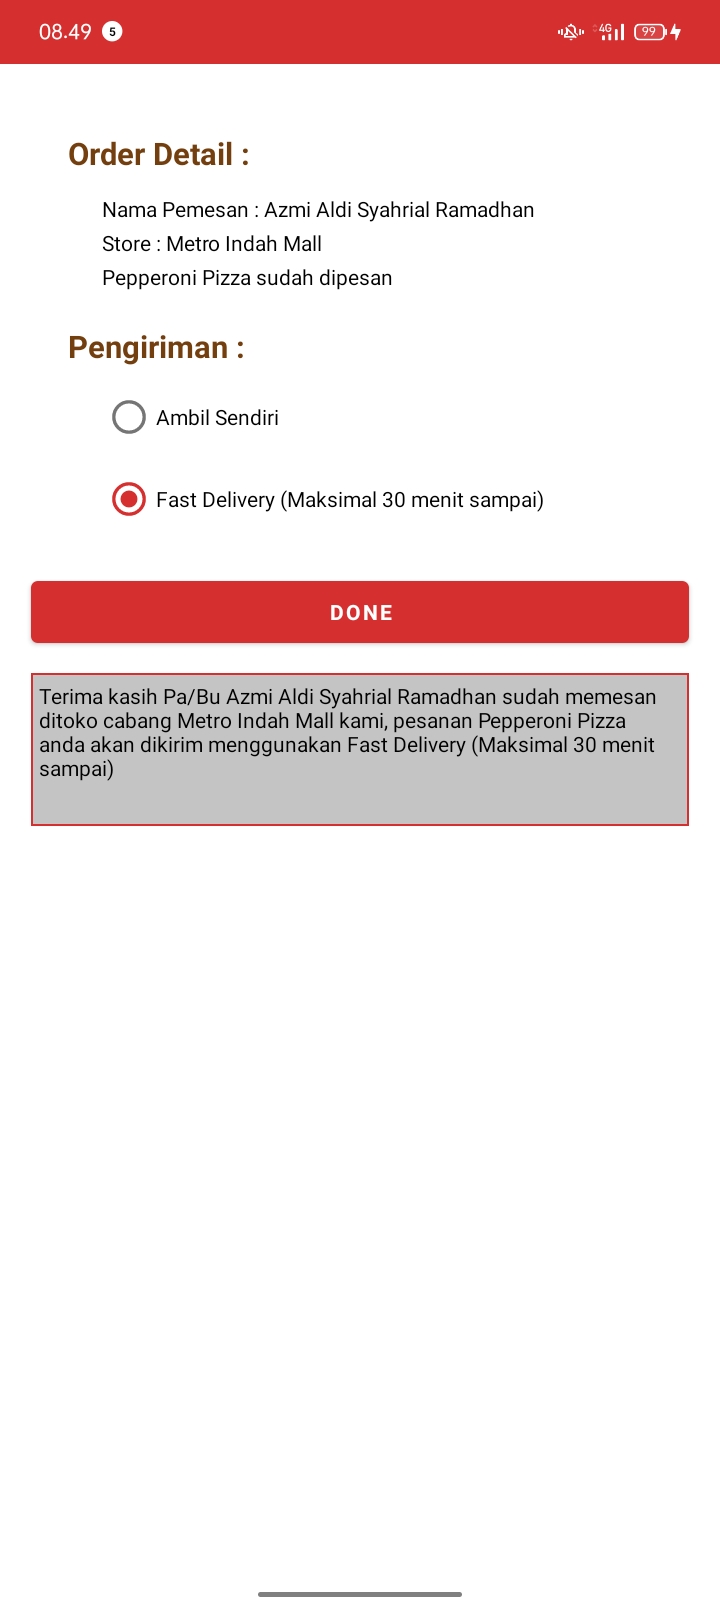 08.49 5 4G 99
Order Detail :
Nama Pemesan : Azmi Aldi Syahrial Ramadhan
Store : Metro Indah Mall
Pepperoni Pizza sudah dipesan
Pengiriman :
Ambil Sendiri
Fast Delivery (Maksimal 30 menit sampai)
DONE
Terima kasih Pa/Bu Azmi Aldi Syahrial Ramadhan sudah memesan
ditoko cabang Metro Indah Mall kami, pesanan Pepperoni Pizza
anda akan dikirim menggunakan Fast Delivery (Maksimal 30 menit
sampai)